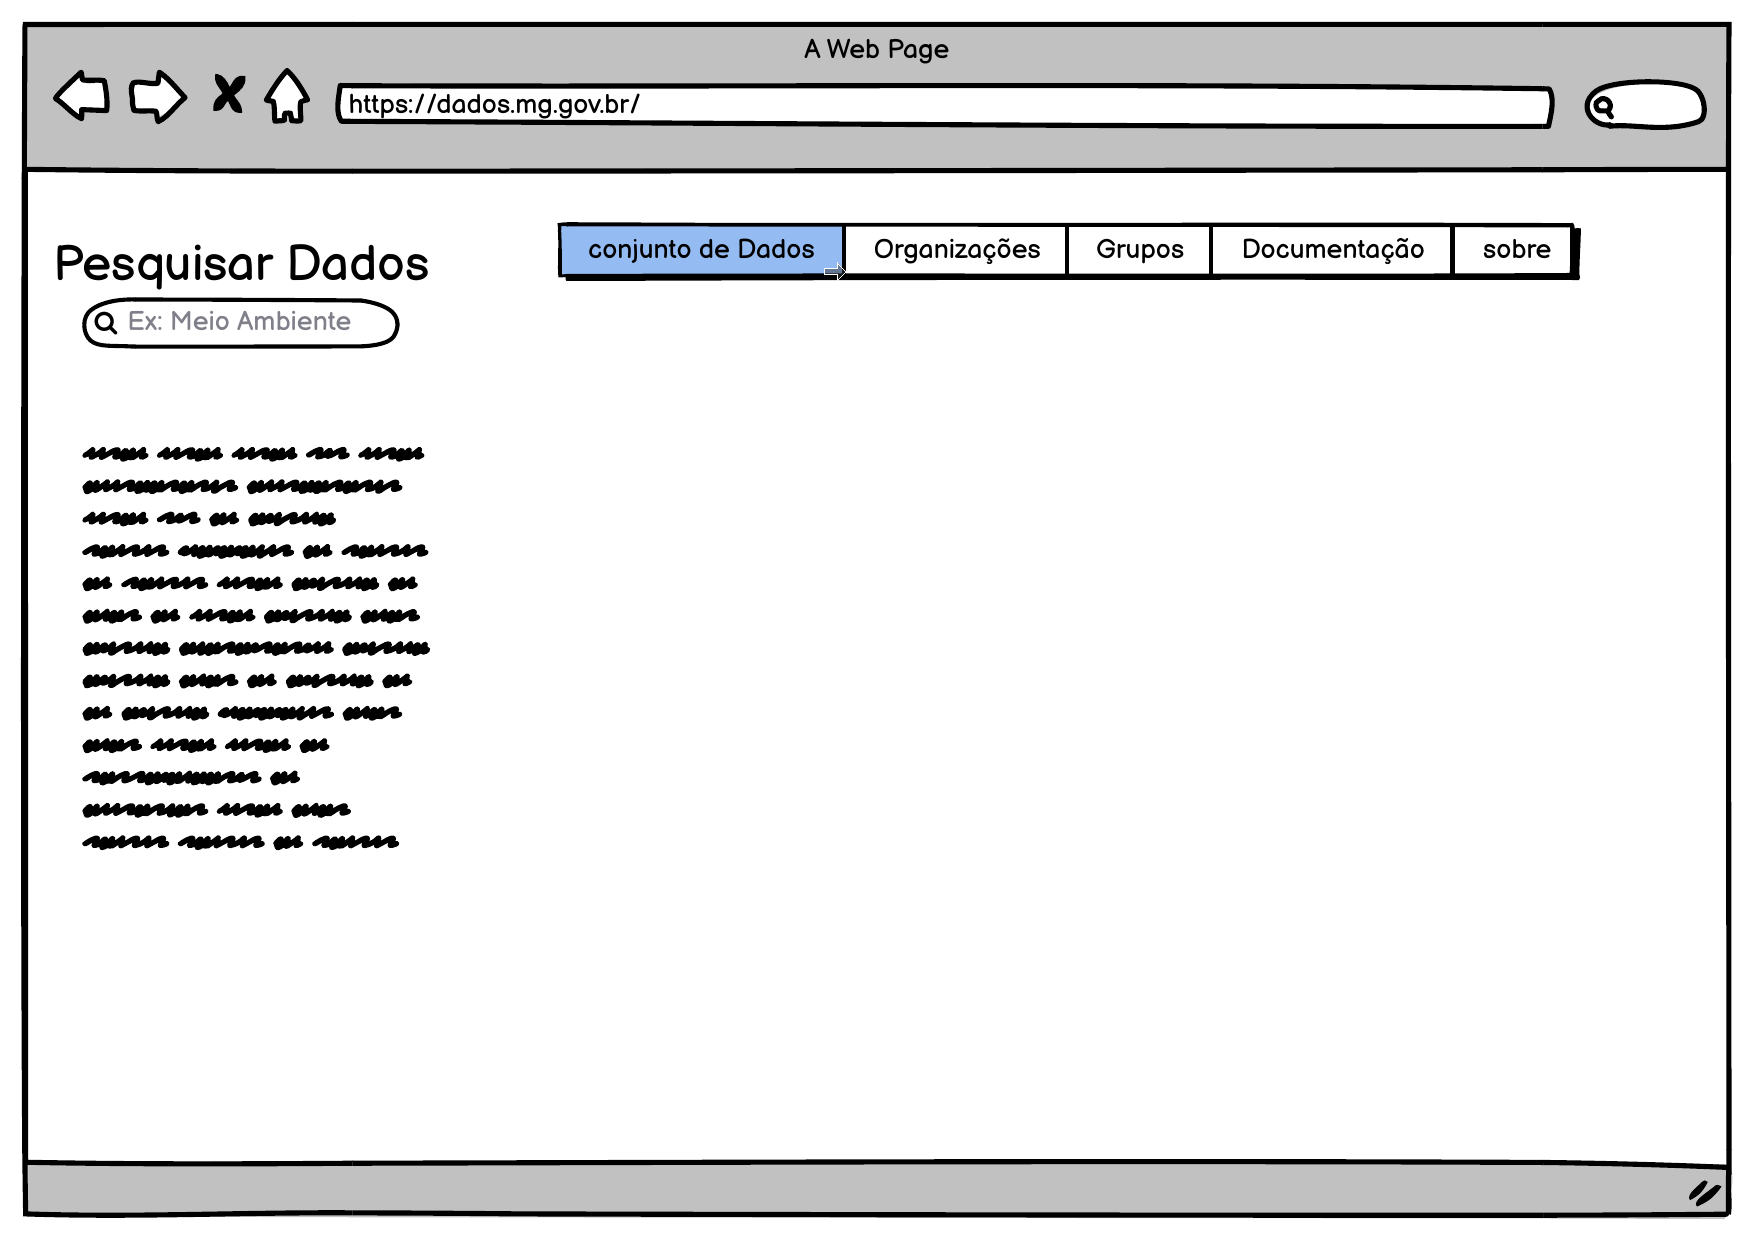 A Web Page
https://dados.mg.gov.br/
conjunto de Dados Organizações Grupos Documentação sobre
Pesquisar Dados
Ex: Meio Ambiente